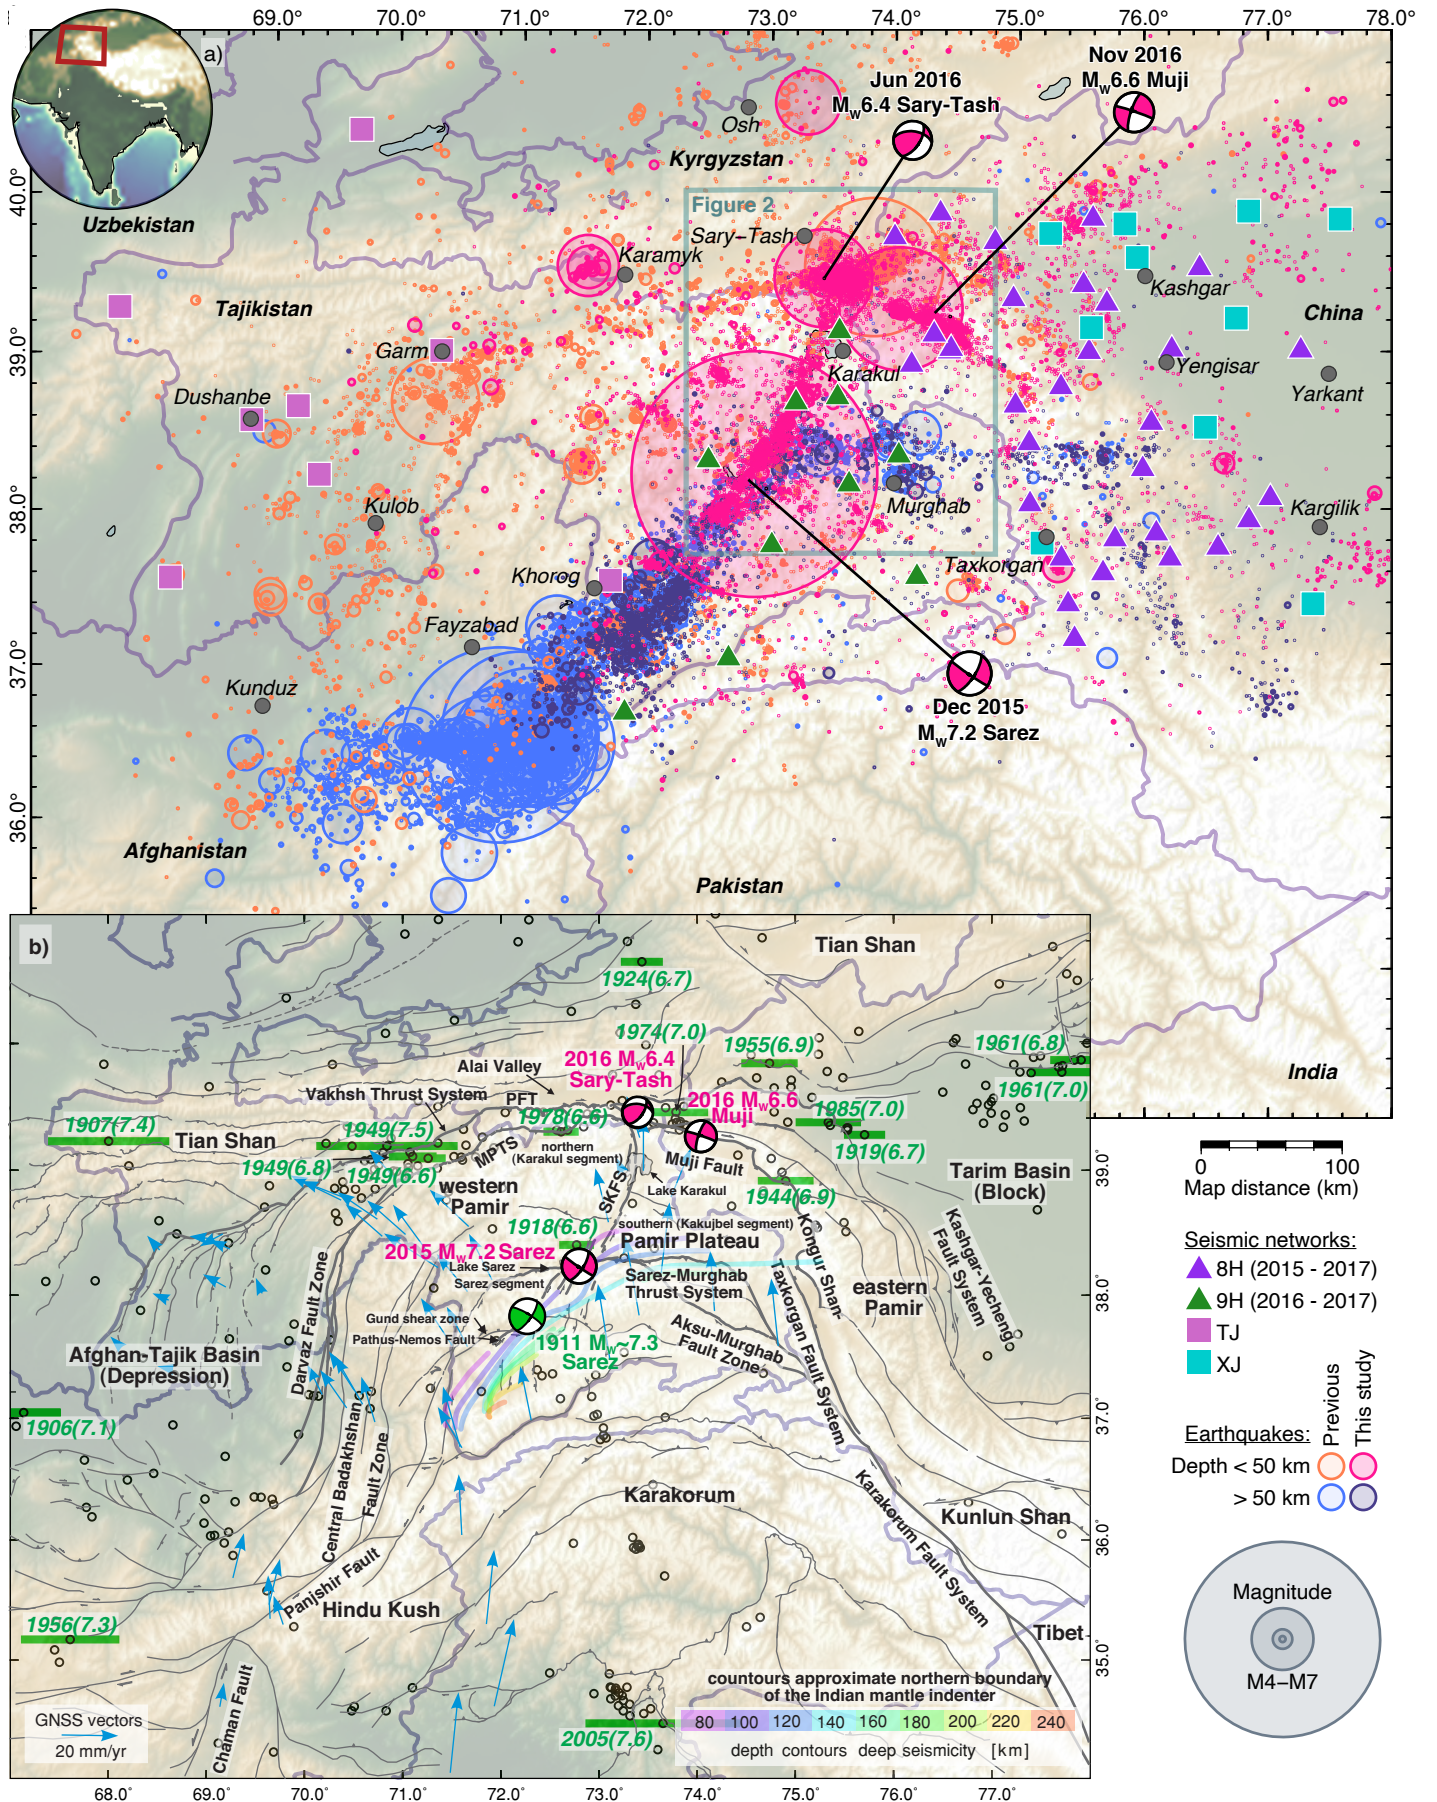 69.0° 70.0° 71.0° 72.0° 73.0° 74.0° 75.0° 76.0° 77.0° 78.0°
a)
Nov 2016
Mw6.6 Muji
Jun 2016
Mw6.4 Sary-Tash
Osh
Kyrgyzstan
40.0°
Figure 2
Uzbekistan
Sary-Tash
Karamyk
Kashgar
Tajikistan
China
39.0°
Garm
Karakul
Yengisar
Yarkant
Dushanbe
38.0°
Kulob
Murghab
Kargilik
Khorog
Taxkorgan
Fayzabad
37.0°
Kunduz
Dec 2015
Mw7.2 Sarez
36.0°
Afghanistan
Pakistan
India
b)
Tian Shan
1924(6.7)
1974(7.0)
1955(6.9)
1961(6.8)
2016 Mw6.4
Sary-Tash
Alai Valley
1961(7.0)
Vakhsh Thrust System
PFT
2016 Mw6.6
Muji
1978(6.6)
1985(7.0)
1907(7.4)
Tian Shan
1949(7.5)
MPTS
northern
(Karakul segment)
1919(6.7)
1949(6.8)
1949(6.6)
Muji Fault
Tarim Basin
(Block)
39.0°
western
Pamir
SKFS
Lake Karakul
1944(6.9)
1918(6.6)
southern (Kakujbel segment)
Kongur Shan-
Taxkorgan Fault System
Kashgar-Yecheng
Fault System
2015 Mw7.2 Sarez
Pamir Plateau
Lake Sarez
Sarez segment
Sarez-Murghab
Thrust System
eastern
Pamir
38.0°
Darvaz Fault Zone
Gund shear zone
Pathus-Nemos Fault
1911 Mw~7.3
Sarez
Aksu-Murghab
Fault Zone
Afghan-Tajik Basin
(Depression)
1906(7.1)
37.0°
Central Badakhshan
Fault Zone
Karakorum
Karakorum Fault System
Kunlun Shan
36.0°
Panjshir Fault
Hindu Kush
1956(7.3)
Tibet
35.0°
Chaman Fault
countours approximate northern boundary
of the Indian mantle indenter
GNSS vectors
20 mm/yr
80 100 120 140 160 180 200 220 240
2005(7.6)
depth contours deep seismicity [km]
68.0° 69.0° 70.0° 71.0° 72.0° 73.0° 74.0° 75.0° 76.0° 77.0°
0 100
Map distance (km)
Seismic networks:
8H (2015 - 2017)
9H (2016 - 2017)
TJ
XJ
Previous
This study
Earthquakes:
Depth < 50 km
> 50 km
Magnitude
M4–M7